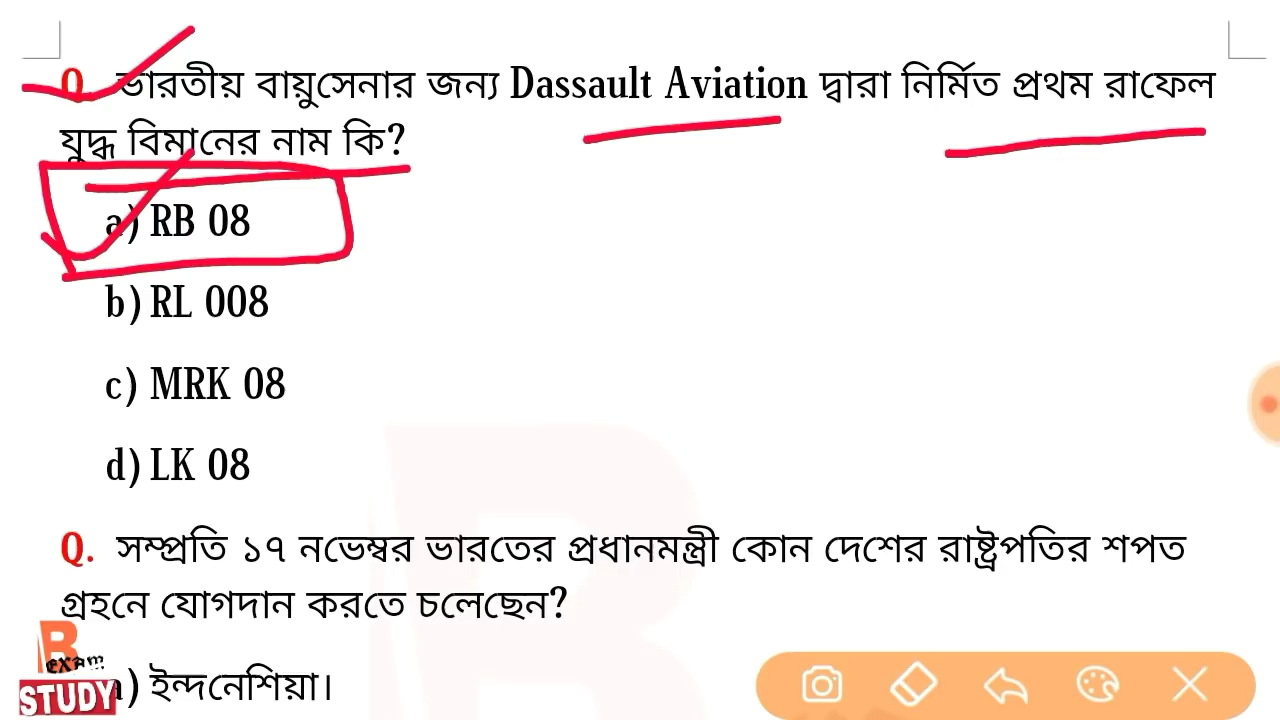 Q. ভারতীয় বায়ুসেনার জন্য Dassault Aviation দ্বারা নির্মিত প্রথম রাফেল
যুদ্ধ বিমানের নাম কি?
a) RB 08
b) RL 008
c) MRK 08
d) LK 08
Q. সম্প্রতি ১৭ নভেম্বর ভারতের প্রধানমন্ত্রী কোন দেশের রাষ্ট্রপতির শপত
গ্রহনে যোগদান করতে চলেছেন?
a) ইন্দনেশিয়া।
B
EXAM
STUDY